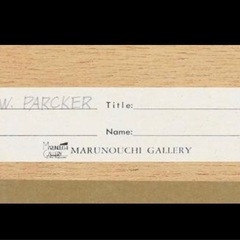 W. PARCKER Title:
Name:
MARUNOUCHI GALLERY